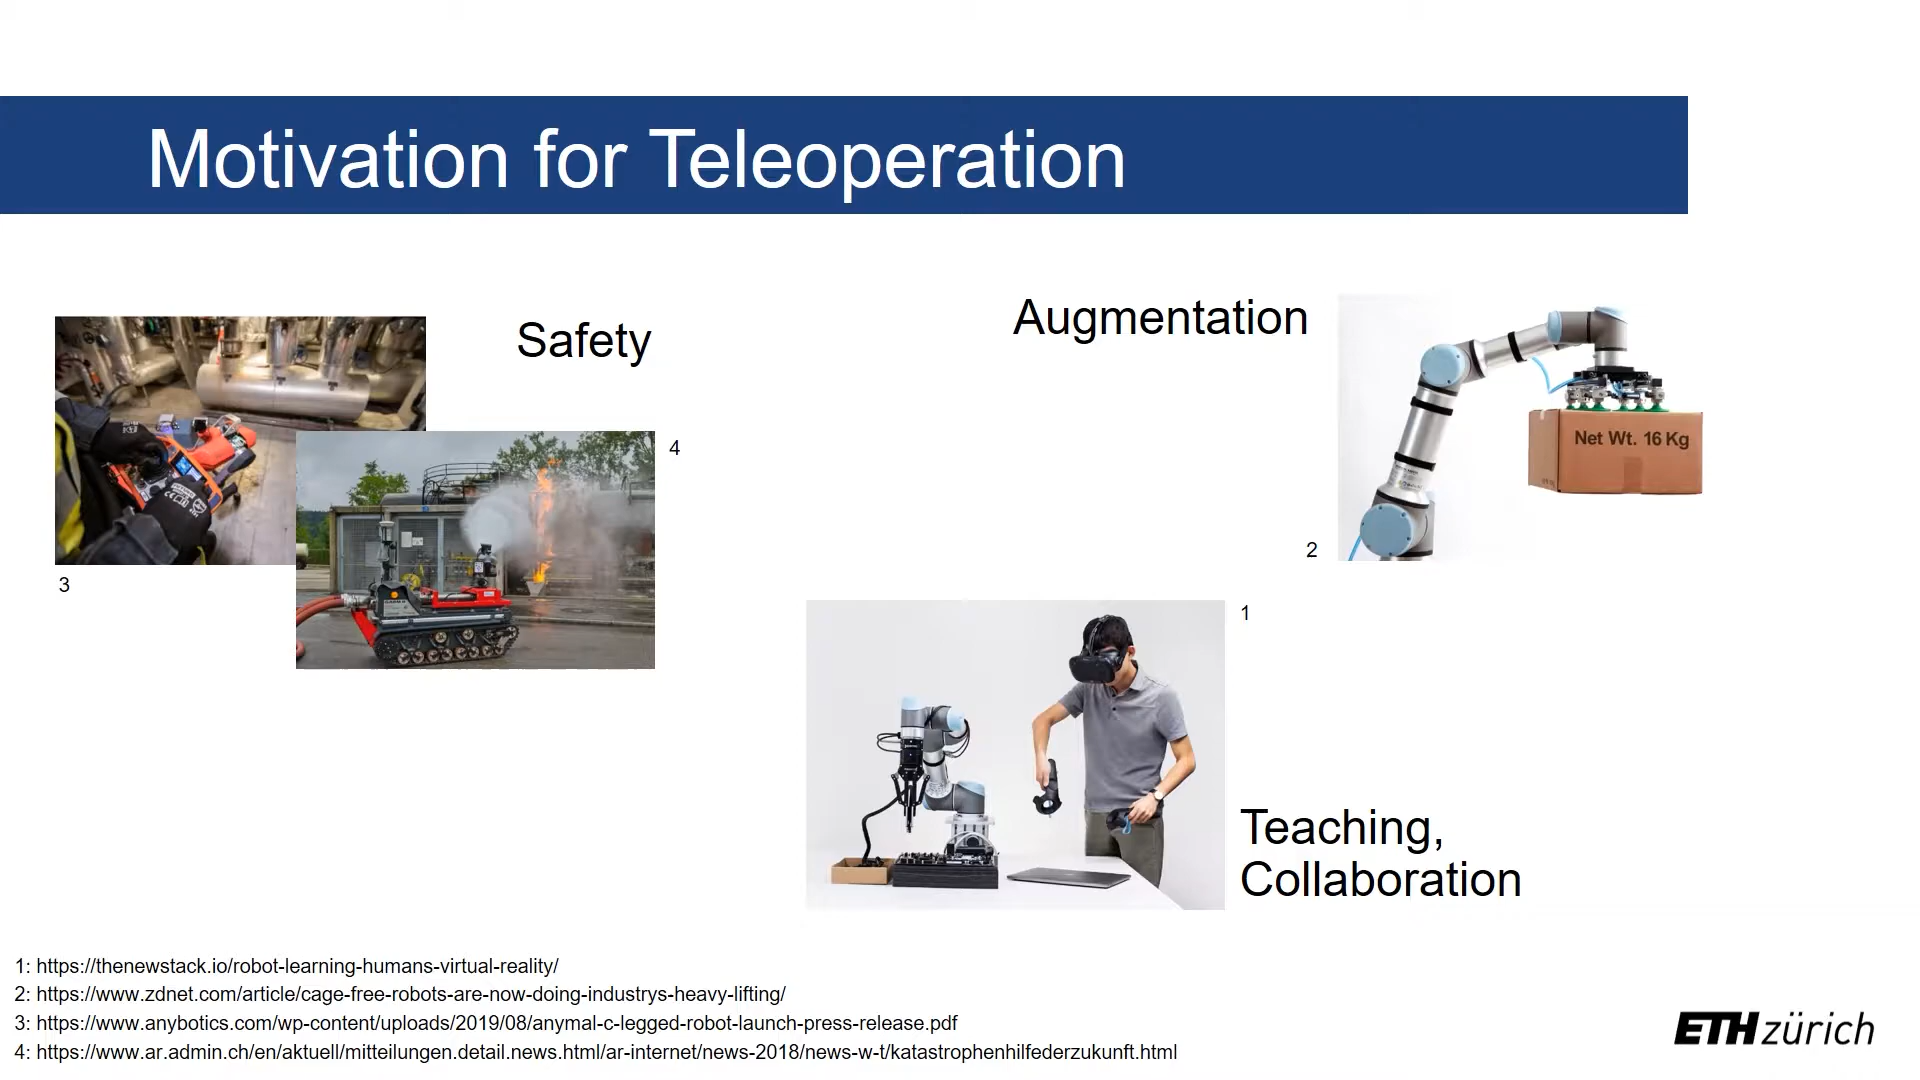 Motivation for Teleoperation
Safety
Augmentation
Net Wt. 16 Kg
4
2
3
1
Teaching,
Collaboration
1: https://thenewstack.io/robot-learning-humans-virtual-reality/
2: https://www.zdnet.com/article/cage-free-robots-are-now-doing-industrys-heavy-lifting/
3: https://www.anybotics.com/wp-content/uploads/2019/08/anymal-c-legged-robot-launch-press-release.pdf
4: https://www.ar.admin.ch/en/aktuell/mitteilungen.detail.news.html/ar-internet/news-2018/news-w-t/katastrophenhilfederzukunft.html
ETH zürich